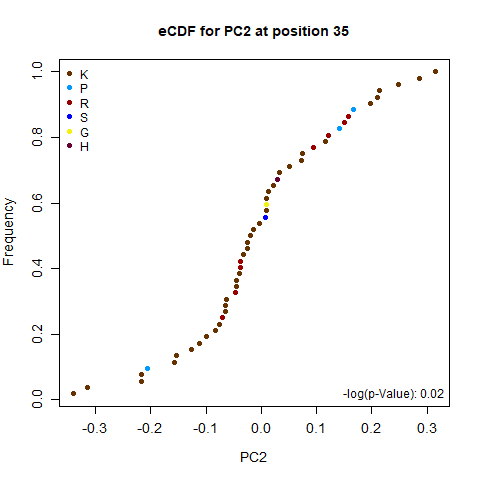 eCDF for PC2 at position 35
Frequency
1.0
0.8
0.6
0.4
0.2
0.0
K
P
R
S
G
H
-log(p-Value): 0.02
-0.3 -0.2 -0.1 0.0 0.1 0.2 0.3
PC2